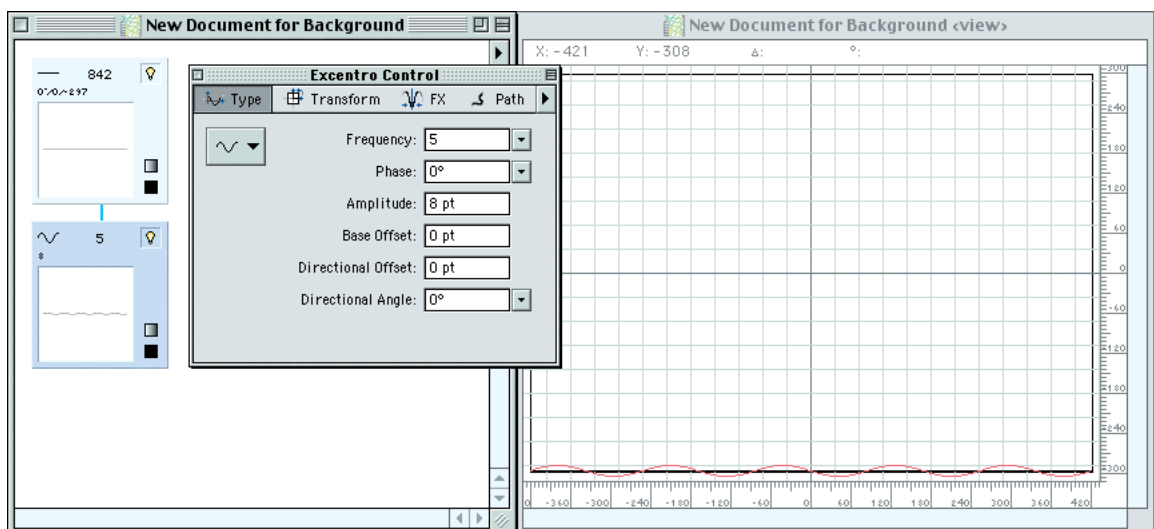 New Document for Background
842
0°/0/-297
5
8
Excentro Control
Type
Transform
FX
Path
Frequency: 5
Phase: 0°
Amplitude: 8 pt
Base Offset: 0 pt
Directional Offset: 0 pt
Directional Angle: 0°
New Document for Background <view>
X: -421 Y: -308 Δ: °:
300
240
180
120
60
0
-60
-120
-180
-240
-300
0 -360 -300 -240 -180 -120 -60 0 60 120 180 240 300 360 420